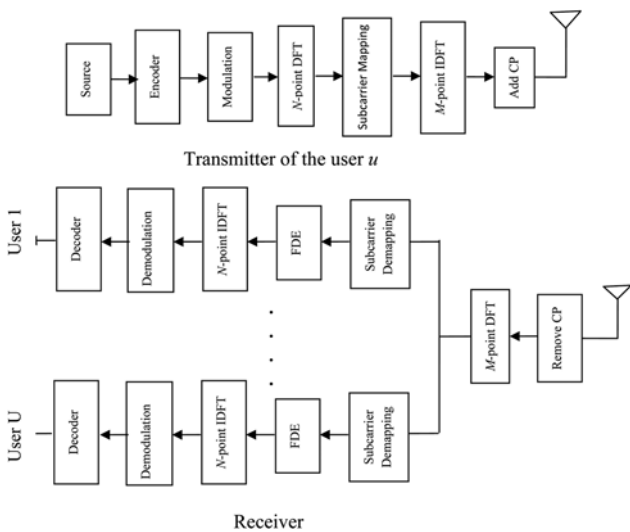 Source
Encoder
Modulation
N-point DFT
Subcarrier Mapping
M-point IDFT
Add CP
Transmitter of the user u
User 1
Decoder
Demodulation
N-point IDFT
FDE
Subcarrier
Demapping
M-point DFT
Remove CP
User U
Decoder
Demodulation
N-point IDFT
FDE
Subcarrier
Demapping
Receiver